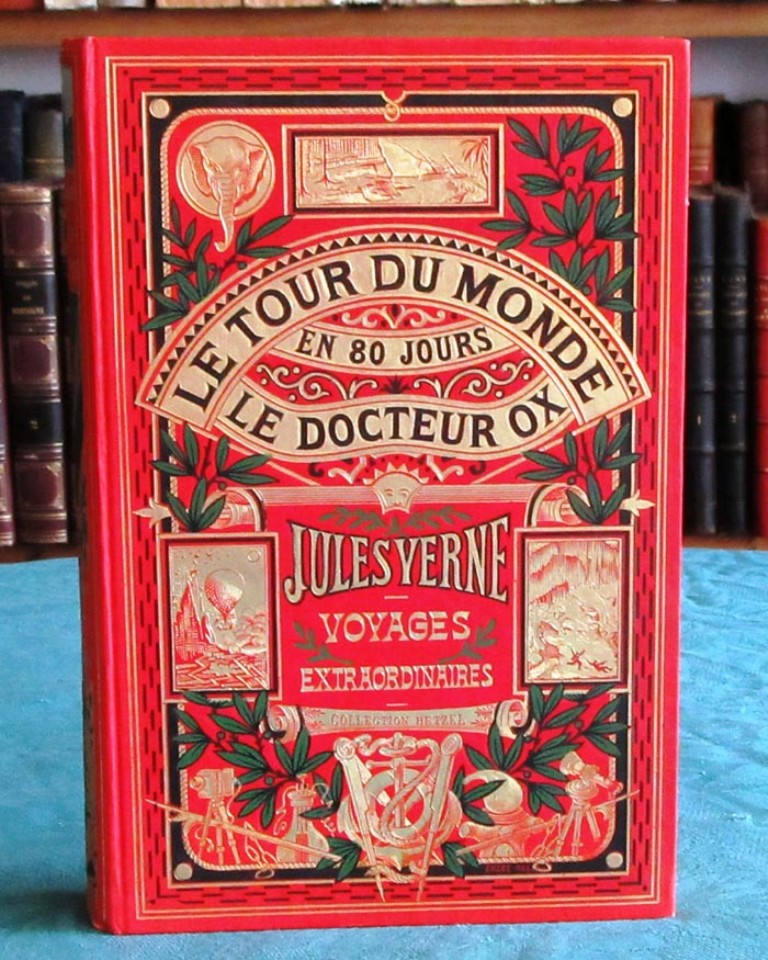 LE TOUR DU MONDE
EN 80 JOURS
LE DOCTEUR OX
JULES VERNE
VOYAGES
EXTRAORDINAIRES
COLLECTION HETZEL